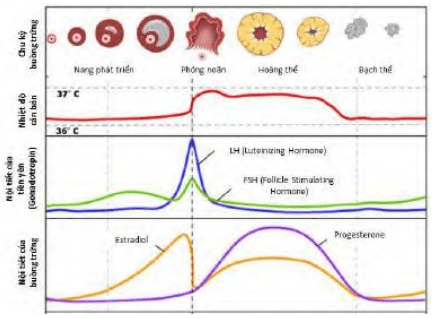 Chu kỳ
buồng trứng
Nang phát triển
Phóng noãn
Hoàng thể
Bạch thể
Nhiệt độ
căn bản
37° C
36° C
Nội tiết của
tiền yên
(Gonadotropin)
LH (Luteinizing Hormone)
FSH (Follicle Stimulating
Hormone)
Nội tiết của
buồng trứng
Estradiol
Progesterone